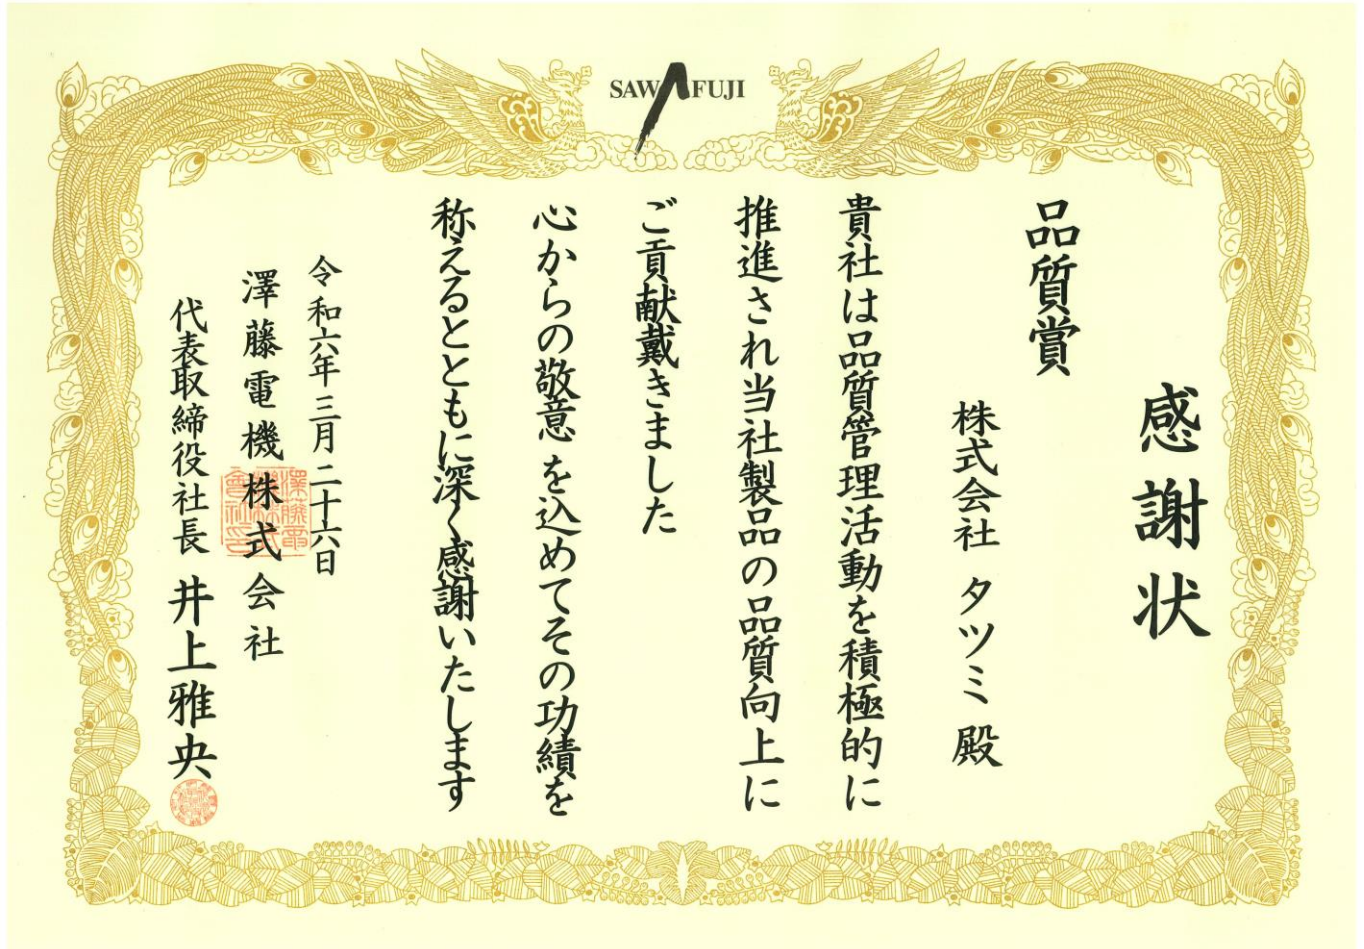 SAWAFUJI
感謝状
品質賞
株式会社 タツミ 殿
貴社は品質管理活動を積極的に
推進され当社製品の品質向上に
ご貢献戴きました
心からの敬意を込めてその功績を
称えるとともに深く感謝いたします
令和六年三月二十六日
澤藤電機株式会社
代表取締役社長 井上雅央